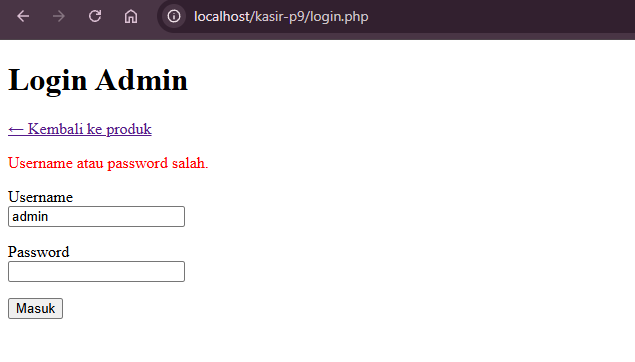 localhost/kasir-p9/login.php
Login Admin
← Kembali ke produk
Username atau password salah.
Username
admin
Password
Masuk